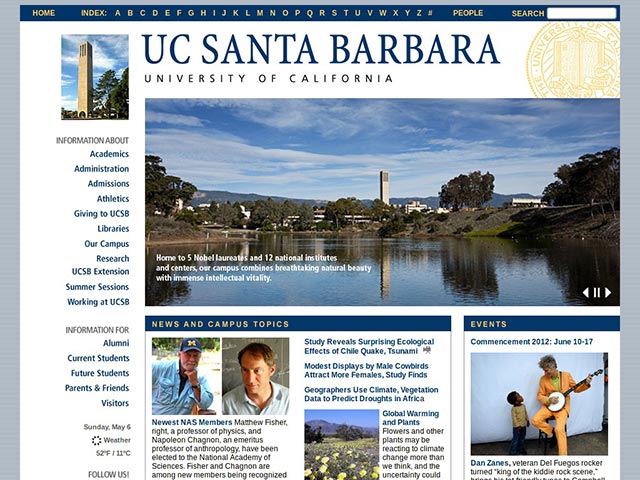 HOME INDEX: A B C D E F G H I J K L M N O P Q R S T U V W X Y Z # PEOPLE SEARCH
UC SANTA BARBARA
UNIVERSITY OF CALIFORNIA
INFORMATION ABOUT
Academics
Administration
Admissions
Athletics
Giving to UCSB
Libraries
Our Campus
Research
UCSB Extension
Summer Sessions
Working at UCSB
INFORMATION FOR
Alumni
Current Students
Future Students
Parents & Friends
Visitors
Sunday, May 6
Weather
52°F / 11°C
FOLLOW US!
Home to 5 Nobel laureates and 12 national institutes
and centers, our campus combines breathtaking natural beauty
with immense intellectual vitality.
NEWS AND CAMPUS TOPICS
Newest NAS Members Matthew Fisher,
right, a professor of physics, and
Napoleon Chagnon, an emeritus
professor of anthropology, have been
elected to the National Academy of
Sciences. Fisher and Chagnon are
among new members being recognized
Study Reveals Surprising Ecological
Effects of Chile Quake, Tsunami
Modest Displays by Male Cowbirds
Attract More Females, Study Finds
Geographers Use Climate, Vegetation
Data to Predict Droughts in Africa
Global Warming
and Plants
Flowers and other
plants may be
reacting to climate
change more than
we think, and the
uncertainty could
EVENTS
Commencement 2012: June 10-17
Dan Zanes, veteran Del Fuegos rocker
turned "king of the kiddie rock scene,"
brings his kid-friendly tunes to Campbell